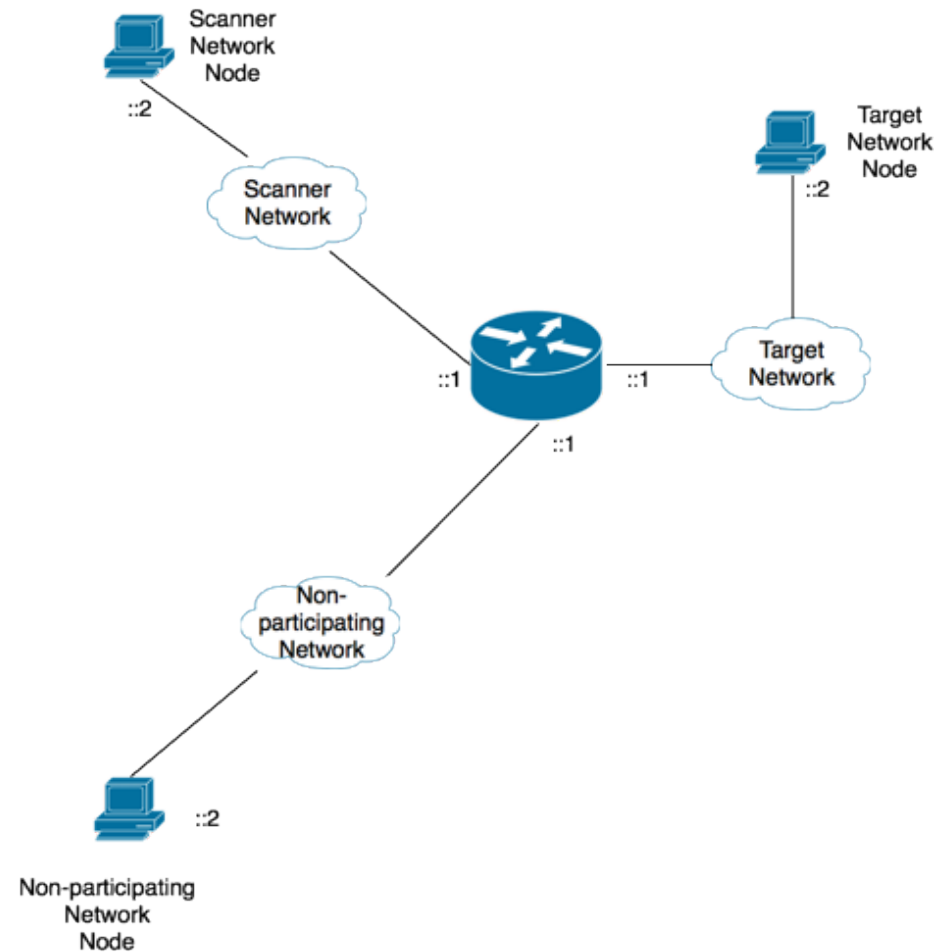 Scanner
Network
Node
::2
Target
Network
Node
::2
Scanner
Network
::1
::1
Target
Network
::1
Non-
participating
Network
::2
Non-participating
Network
Node